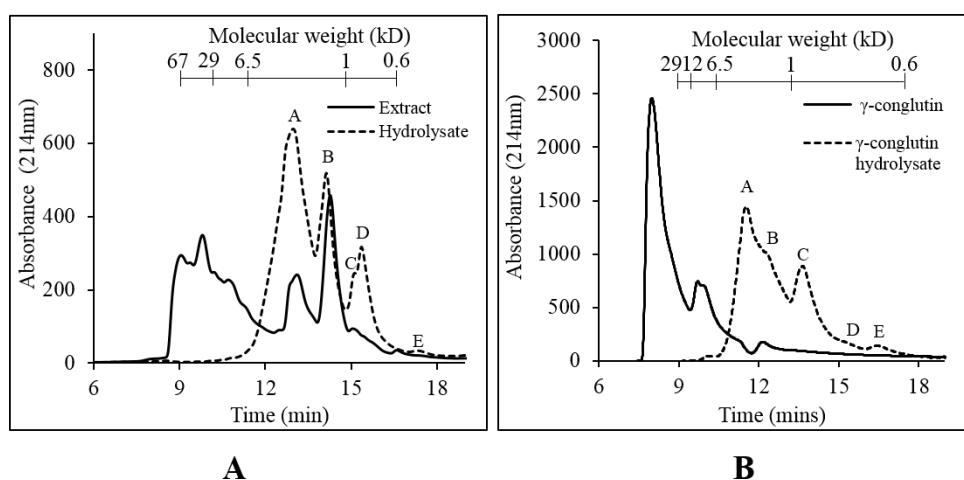 Molecular weight (kD)
67 29 6.5 1 0.6
800
600
400
200
0
Absorbance (214nm)
Extract
Hydrolysate
A
B
C
D
E
6 9 12 15 18
Time (min)
A
Molecular weight (kD)
29 12 6.5 1 0.6
3000
2500
2000
1500
1000
500
0
Absorbance (214nm)
γ-conglutin
γ-conglutin
hydrolysate
A
B
C
D
E
6 9 12 15 18
Time (mins)
B